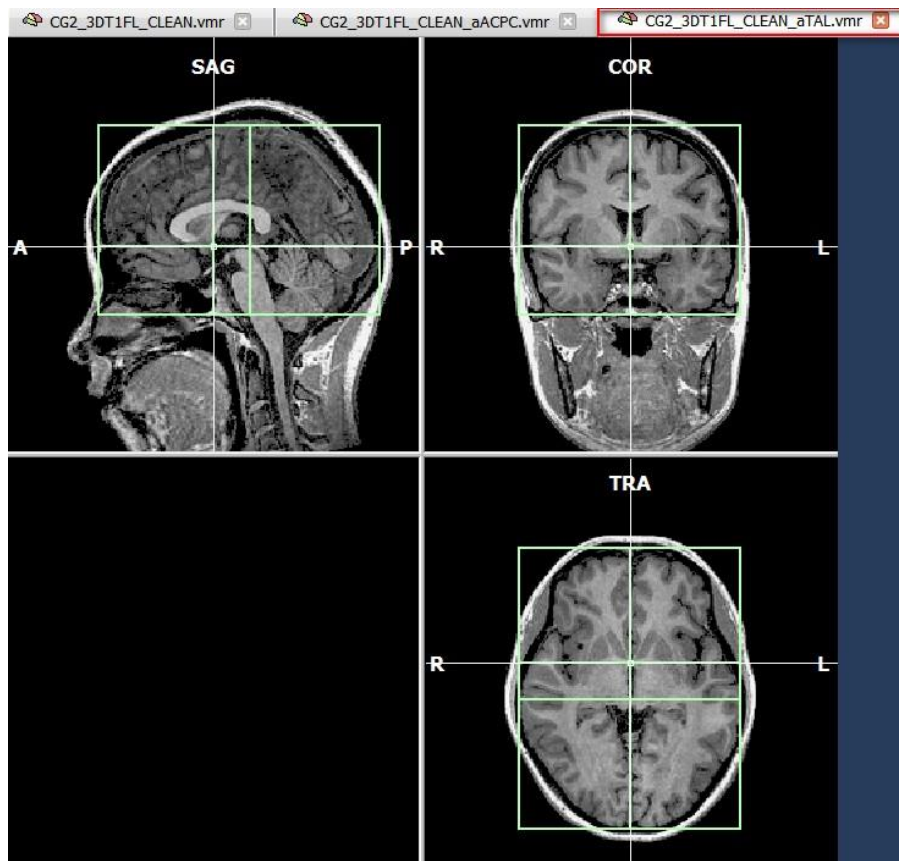 CG2_3DT1FL_CLEAN.vmr CG2_3DT1FL_CLEAN_aACPC.vmr CG2_3DT1FL_CLEAN_aTAL.vmr
SAG COR
A P R L
TRA
R L